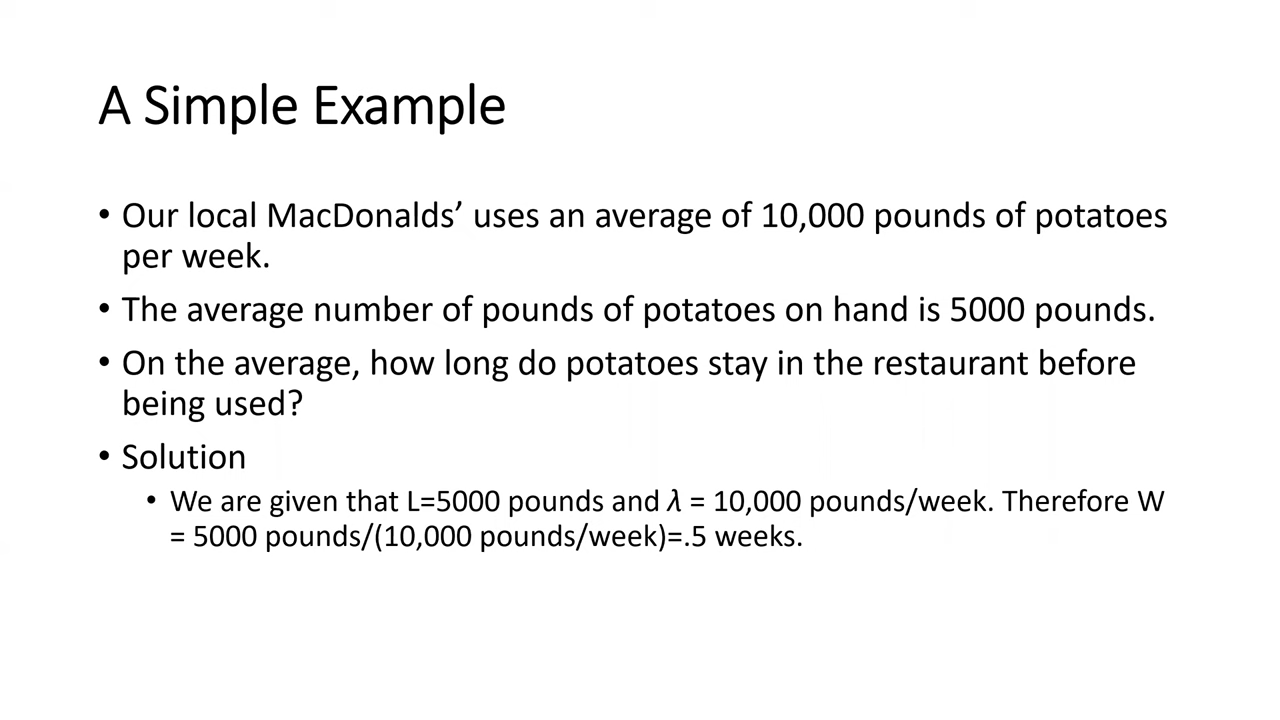 A Simple Example
• Our local MacDonalds’ uses an average of 10,000 pounds of potatoes
per week.
• The average number of pounds of potatoes on hand is 5000 pounds.
• On the average, how long do potatoes stay in the restaurant before
being used?
• Solution
• We are given that L=5000 pounds and λ = 10,000 pounds/week. Therefore W
= 5000 pounds/(10,000 pounds/week)=.5 weeks.